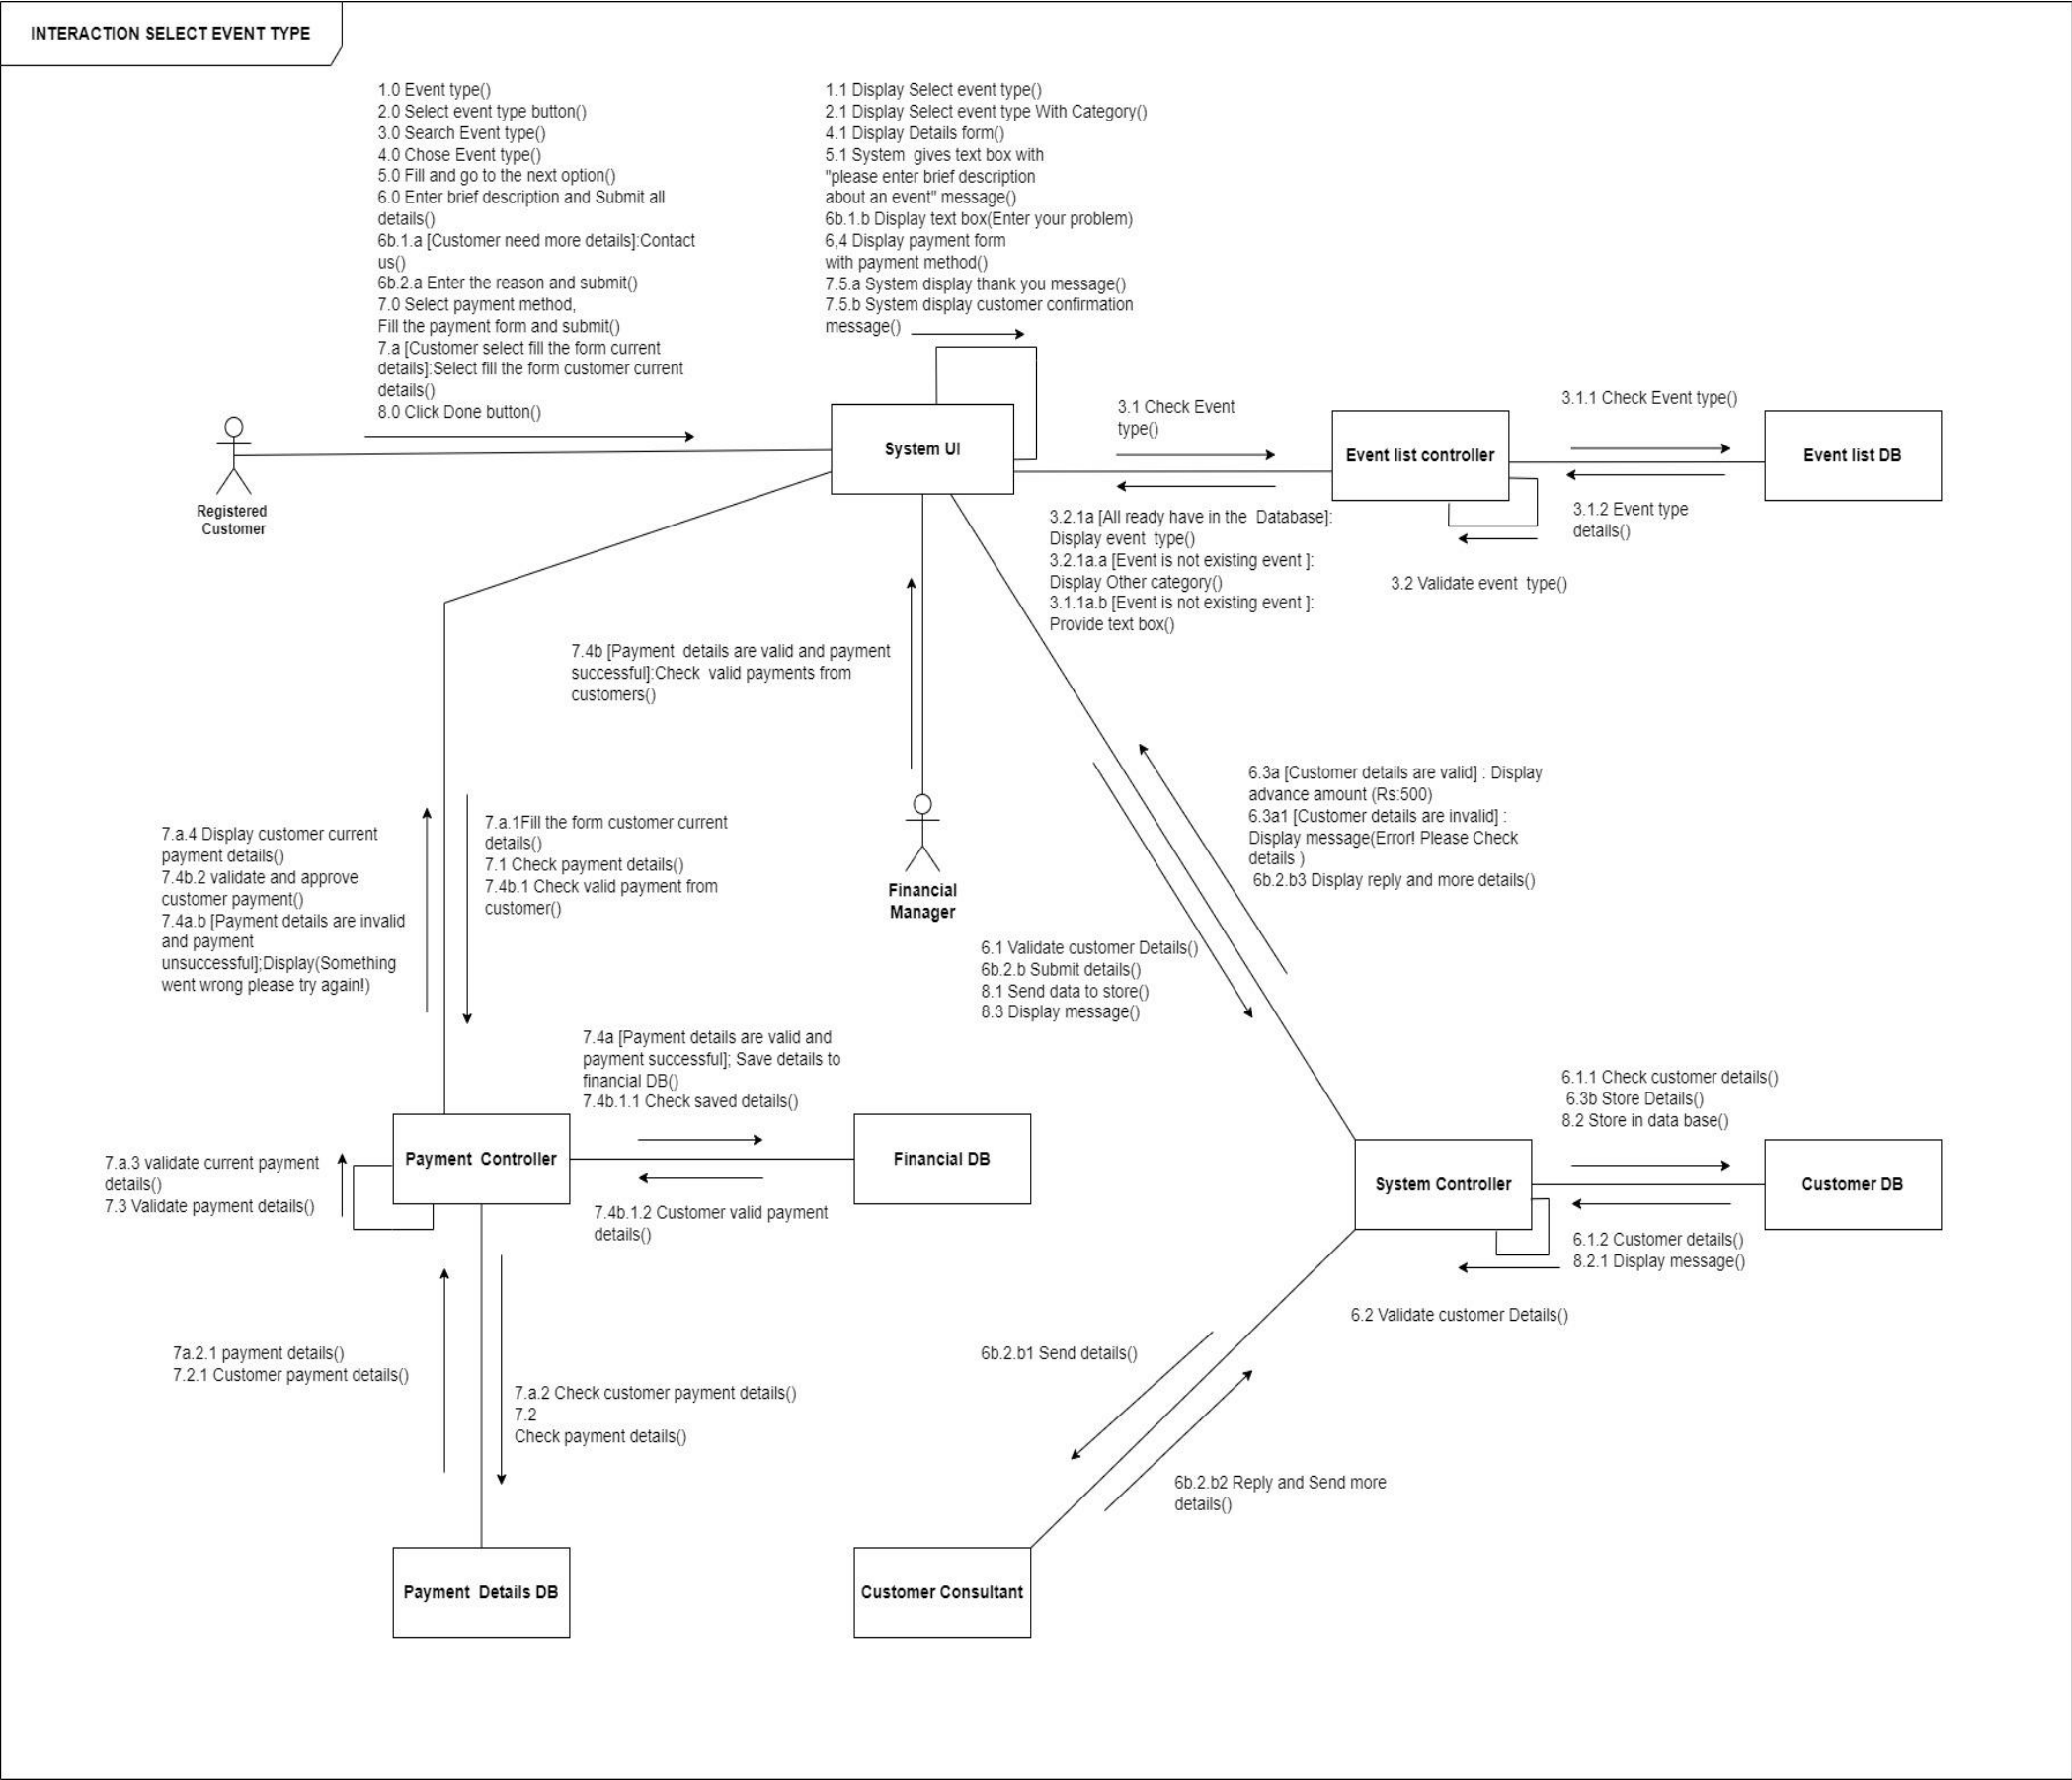 INTERACTION SELECT EVENT TYPE
1.0 Event type()
2.0 Select event type button()
3.0 Search Event type()
4.0 Chose Event type()
5.0 Fill and go to the next option()
6.0 Enter brief description and Submit all
details()
6b.1.a [Customer need more details]:Contact
us()
6b.2.a Enter the reason and submit()
7.0 Select payment method,
Fill the payment form and submit()
7.a [Customer select fill the form current
details]:Select fill the form customer current
details()
8.0 Click Done button()
1.1 Display Select event type()
2.1 Display Select event type With Category()
4.1 Display Details form()
5.1 System  gives text box with
"please enter brief description
about an event" message()
6b.1.b Display text box(Enter your problem)
6,4 Display payment form
with payment method()
7.5.a System display thank you message()
7.5.b System display customer confirmation
message()
Registered
Customer
System UI
3.1 Check Event
type()
Event list controller
3.1.1 Check Event type()
Event list DB
3.1.2 Event type
details()
3.2 Validate event  type()
3.2.1a [All ready have in the  Database]:
Display event  type()
3.2.1a.a [Event is not existing event ]:
Display Other category()
3.1.1a.b [Event is not existing event ]:
Provide text box()
7.4b [Payment  details are valid and payment
successful]:Check  valid payments from
customers()
Financial
Manager
6.3a [Customer details are valid] : Display
advance amount (Rs:500)
6.3a1 [Customer details are invalid] :
Display message(Error! Please Check
details )
6b.2.b3 Display reply and more details()
6.1 Validate customer Details()
6b.2.b Submit details()
8.1 Send data to store()
8.3 Display message()
7.a.4 Display customer current
payment details()
7.4b.2 validate and approve
customer payment()
7.4a.b [Payment details are invalid
and payment
unsuccessful];Display(Something
went wrong please try again!)
7.a.1Fill the form customer current
details()
7.1 Check payment details()
7.4b.1 Check valid payment from
customer()
7.4a [Payment details are valid and
payment successful]; Save details to
financial DB()
7.4b.1.1 Check saved details()
Payment  Controller
Financial DB
7.4b.1.2 Customer valid payment
details()
7.a.3 validate current payment
details()
7.3 Validate payment details()
6.1.1 Check customer details()
6.3b Store Details()
8.2 Store in data base()
System Controller
Customer DB
6.1.2 Customer details()
8.2.1 Display message()
6.2 Validate customer Details()
7a.2.1 payment details()
7.2.1 Customer payment details()
7.a.2 Check customer payment details()
7.2
Check payment details()
6b.2.b1 Send details()
6b.2.b2 Reply and Send more
details()
Payment  Details DB
Customer Consultant